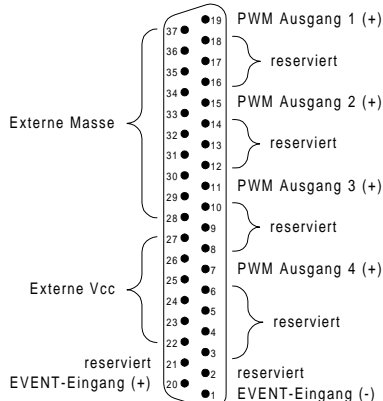 19 PWM Ausgang 1 (+)
37
18
36
17 reserviert
35
16
34
15 PWM Ausgang 2 (+)
33
14
Externe Masse 32
13 reserviert
31
12
30
11 PWM Ausgang 3 (+)
29
10
28
9 reserviert
27
8
26
7 PWM Ausgang 4 (+)
25
6
Externe Vcc 24
5 reserviert
23
4
22
3
reserviert 21
2 reserviert
EVENT-Eingang (+) 20
1 EVENT-Eingang (-)